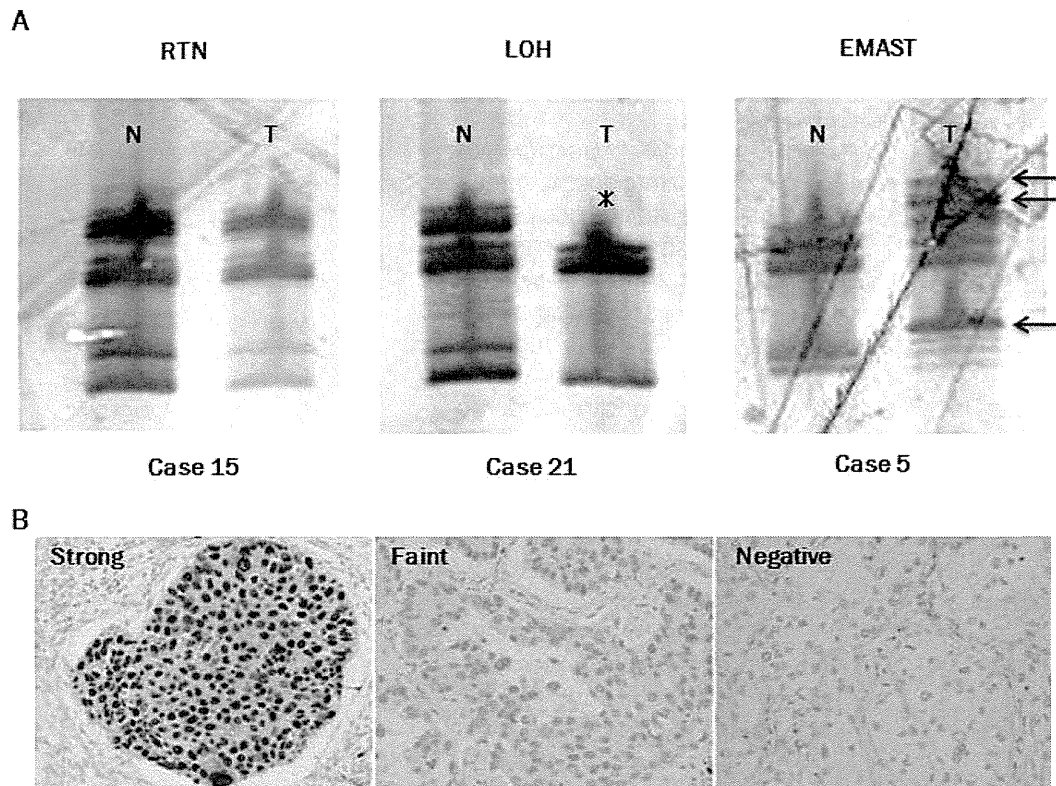 A
RTN LOH EMAST
N T N T N T
*
Case 15 Case 21 Case 5
B
Strong Faint Negative